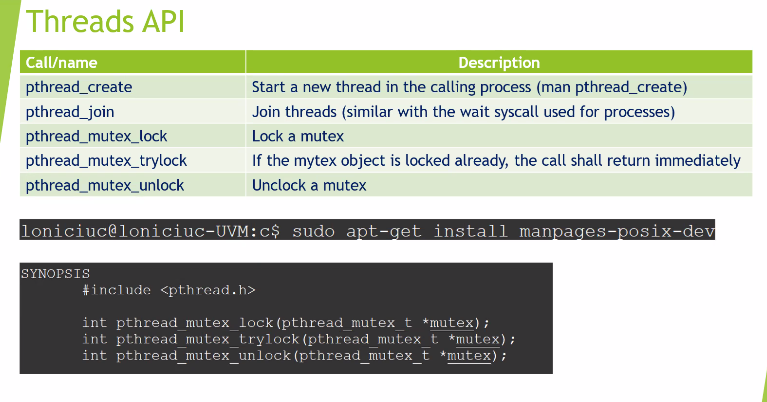 Threads API
Call/name Description
pthread_create Start a new thread in the calling process (man pthread_create)
pthread_join Join threads (similar with the wait syscall used for processes)
pthread_mutex_lock Lock a mutex
pthread_mutex_trylock If the mytex object is locked already, the call shall return immediately
pthread_mutex_unlock Unclock a mutex
loniciuc@loniciuc-UVM:c$ sudo apt-get install manpages-posix-dev
SYNOPSIS
#include <pthread.h>
int pthread_mutex_lock(pthread_mutex_t *mutex);
int pthread_mutex_trylock(pthread_mutex_t *mutex);
int pthread_mutex_unlock(pthread_mutex_t *mutex);